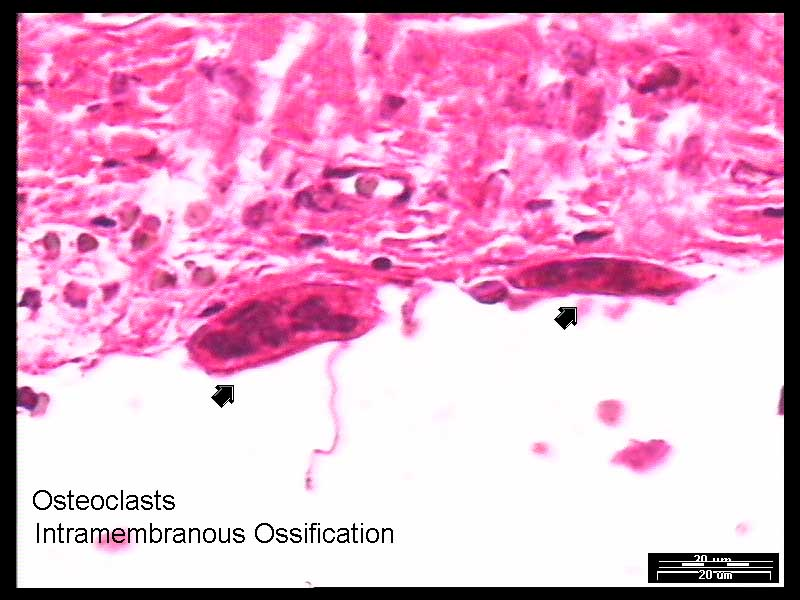 Osteoclasts
Intramembranous Ossification
20 um
20 um